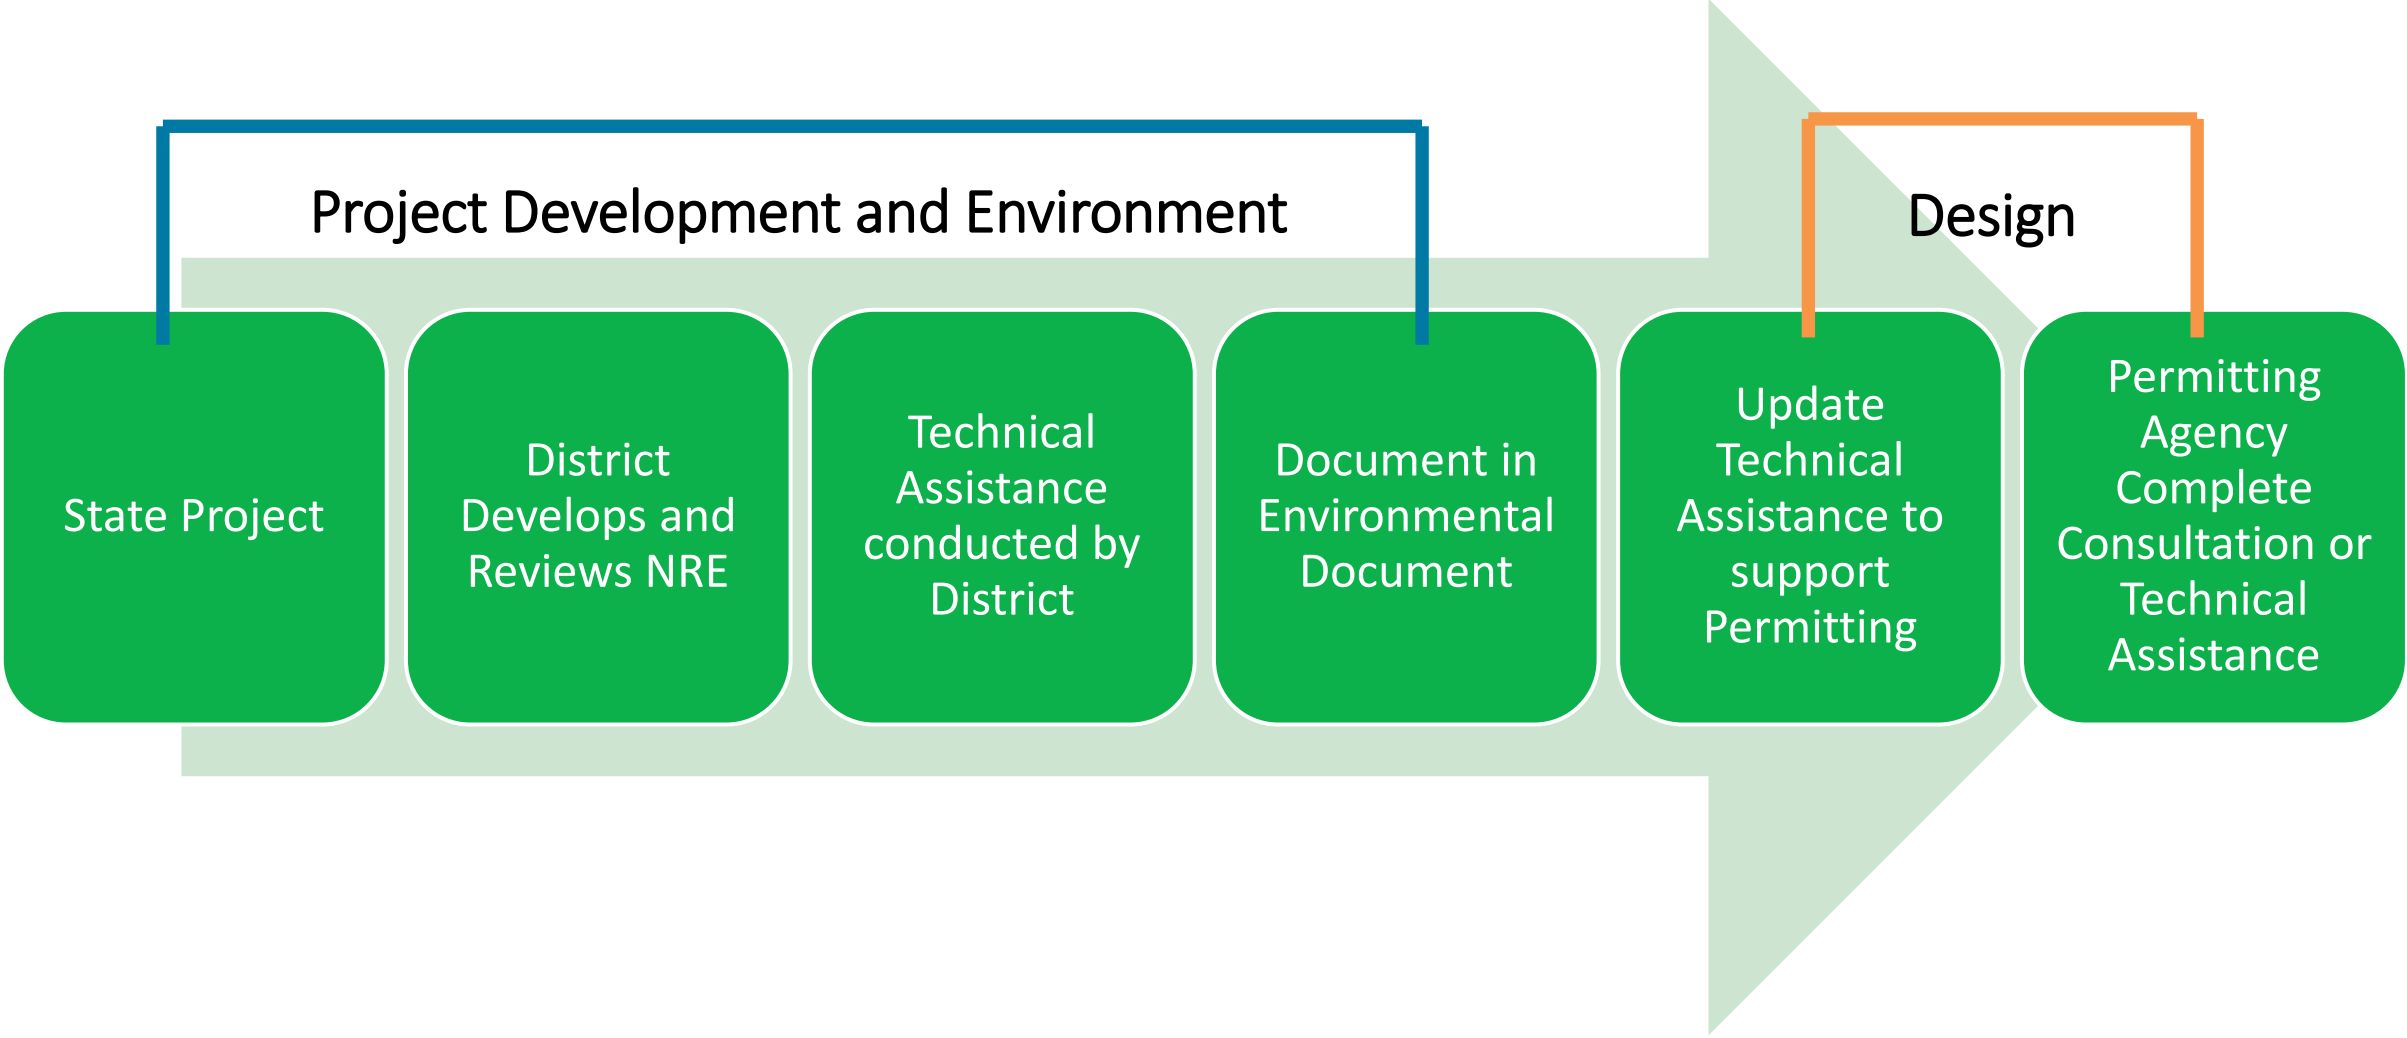 Project Development and Environment
Design
State Project
District
Develops and
Reviews NRE
Technical
Assistance
conducted by
District
Document in
Environmental
Document
Update
Technical
Assistance to
support
Permitting
Permitting
Agency
Complete
Consultation or
Technical
Assistance